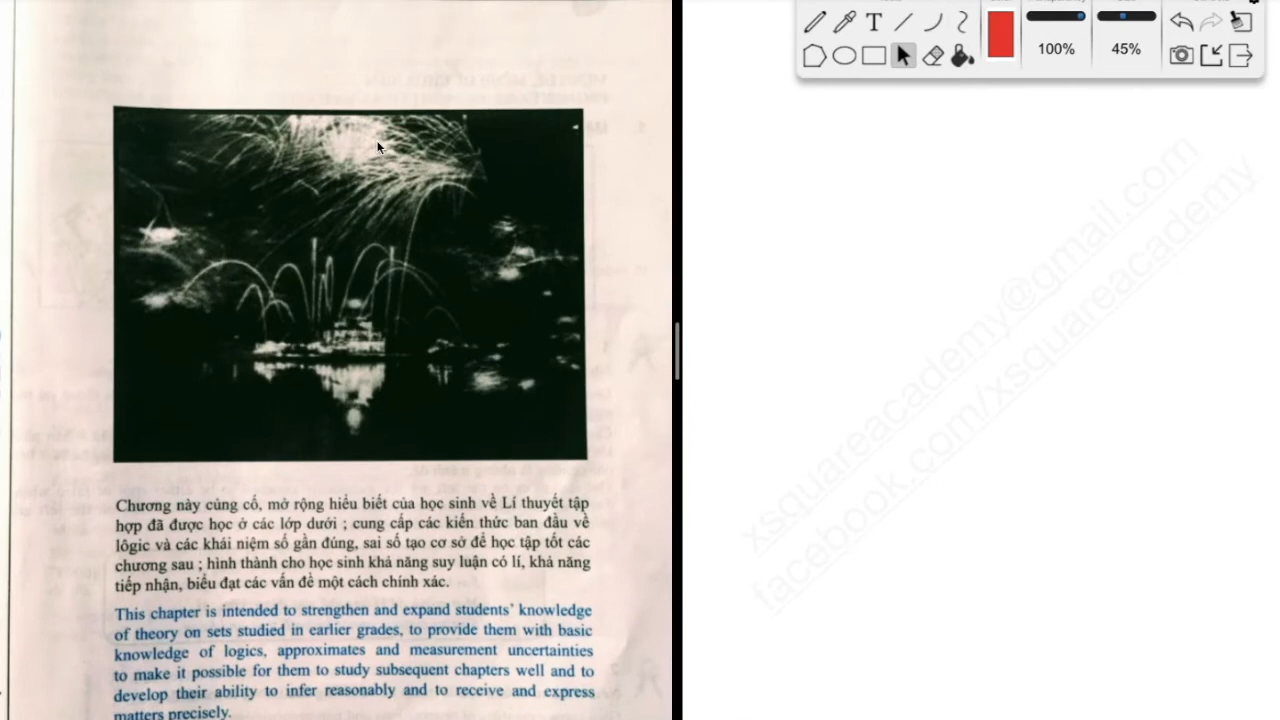 100%
45%
Chương này củng cố, mở rộng hiểu biết của học sinh về Lí thuyết tập
hợp đã được học ở các lớp dưới ; cung cấp các kiến thức ban đầu về
lôgic và các khái niệm số gần đúng, sai số tạo cơ sở để học tập tốt các
chương sau ; hình thành cho học sinh khả năng suy luận có lí, khả năng
tiếp nhận, biểu đạt các vấn đề một cách chính xác.
This chapter is intended to strengthen and expand students' knowledge
of theory on sets studied in earlier grades, to provide them with basic
knowledge of logics, approximates and measurement uncertainties
to make it possible for them to study subsequent chapters well and to
develop their ability to infer reasonably and to receive and express
matters precisely.
xsquareacademy@gmail.com
facebook.com/xsquareacademy